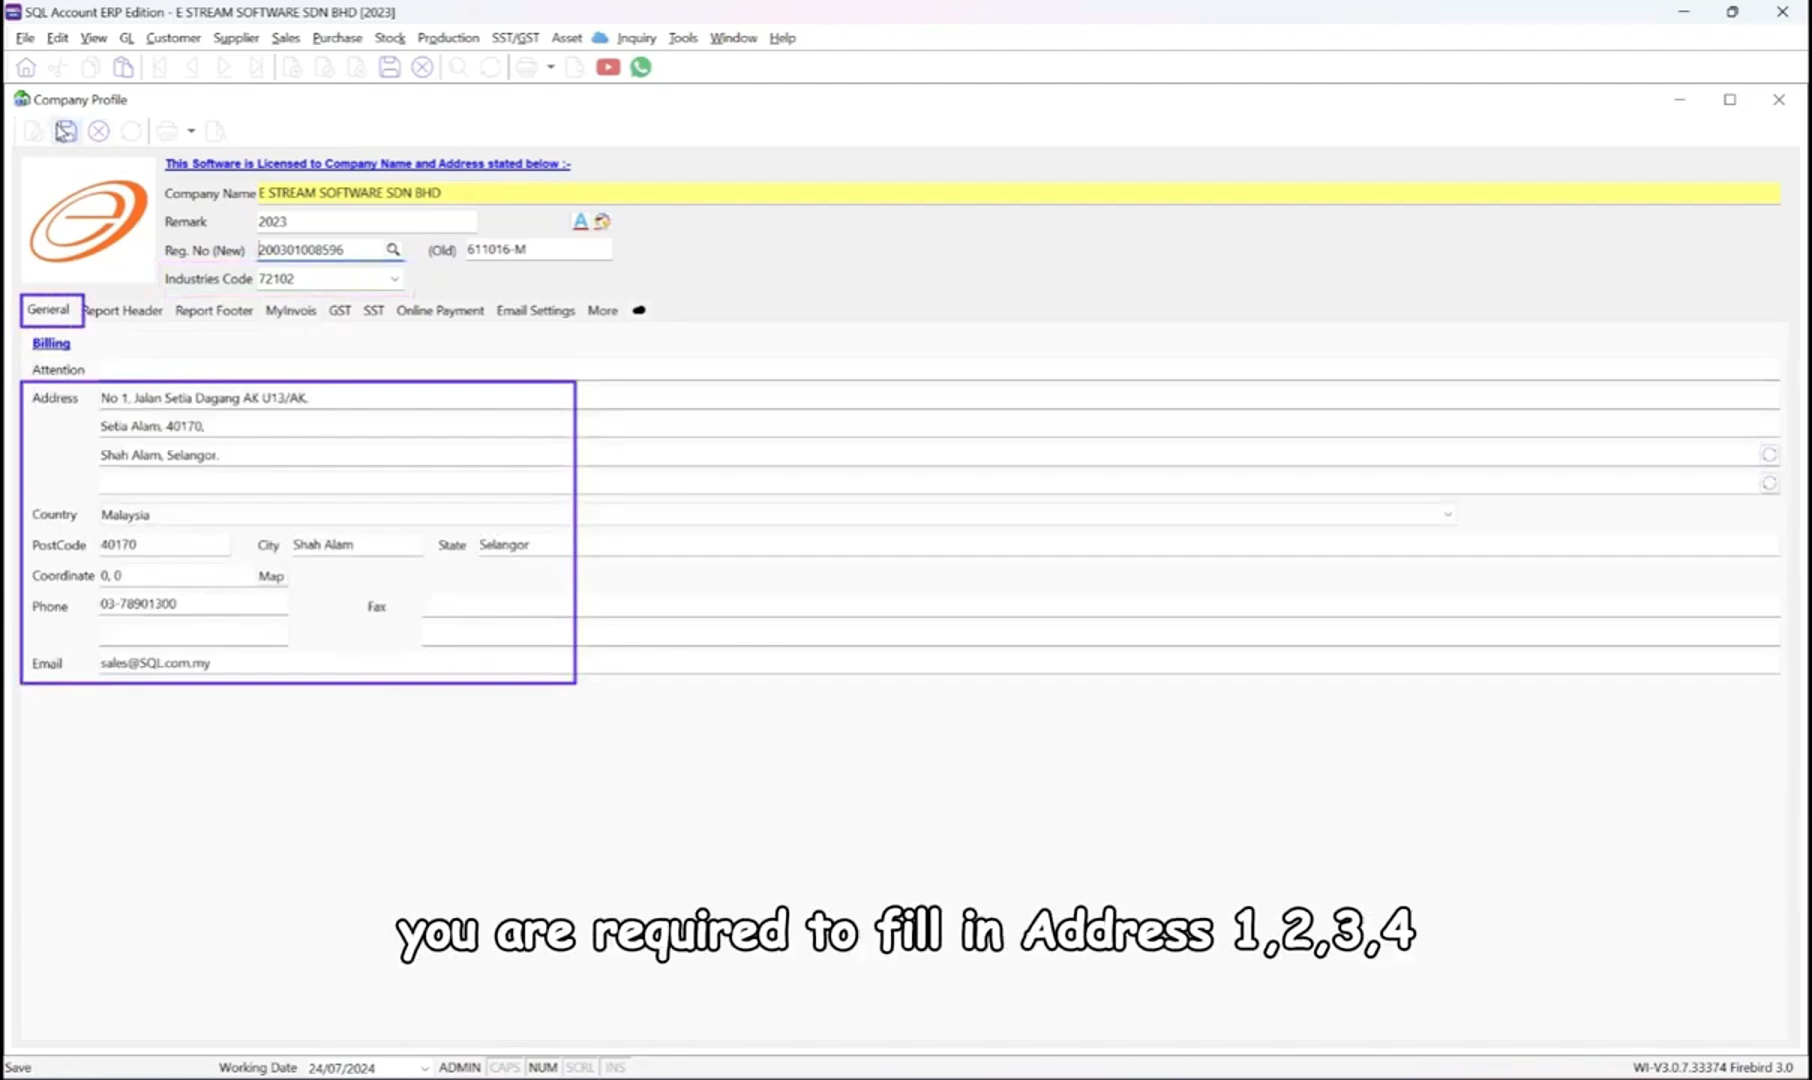 SQL Account ERP Edition - E STREAM SOFTWARE SDN BHD [2023]
File Edit View GL Customer Supplier Sales Purchase Stock Production SST/GST Asset Inquiry Tools Window Help
Company Profile
This Software is Licensed to Company Name and Address stated below :-
Company Name E STREAM SOFTWARE SDN BHD
Remark 2023
Reg. No (New) 200301008596 (Old) 611016-M
Industries Code 72102
General Report Header Report Footer MyInvois GST SST Online Payment Email Settings More
Billing
Attention
Address No 1, Jalan Setia Dagang AK U13/AK,
Setia Alam, 40170,
Shah Alam, Selangor.
Country Malaysia
PostCode 40170 City Shah Alam State Selangor
Coordinate 0, 0 Map
Phone 03-78901300 Fax
Email sales@SQL.com.my
you are required to fill in Address 1,2,3,4
Save Working Date 24/07/2024 ADMIN CAPS NUM SCRL INS WI-V3.0.7.33374 Firebird 3.0